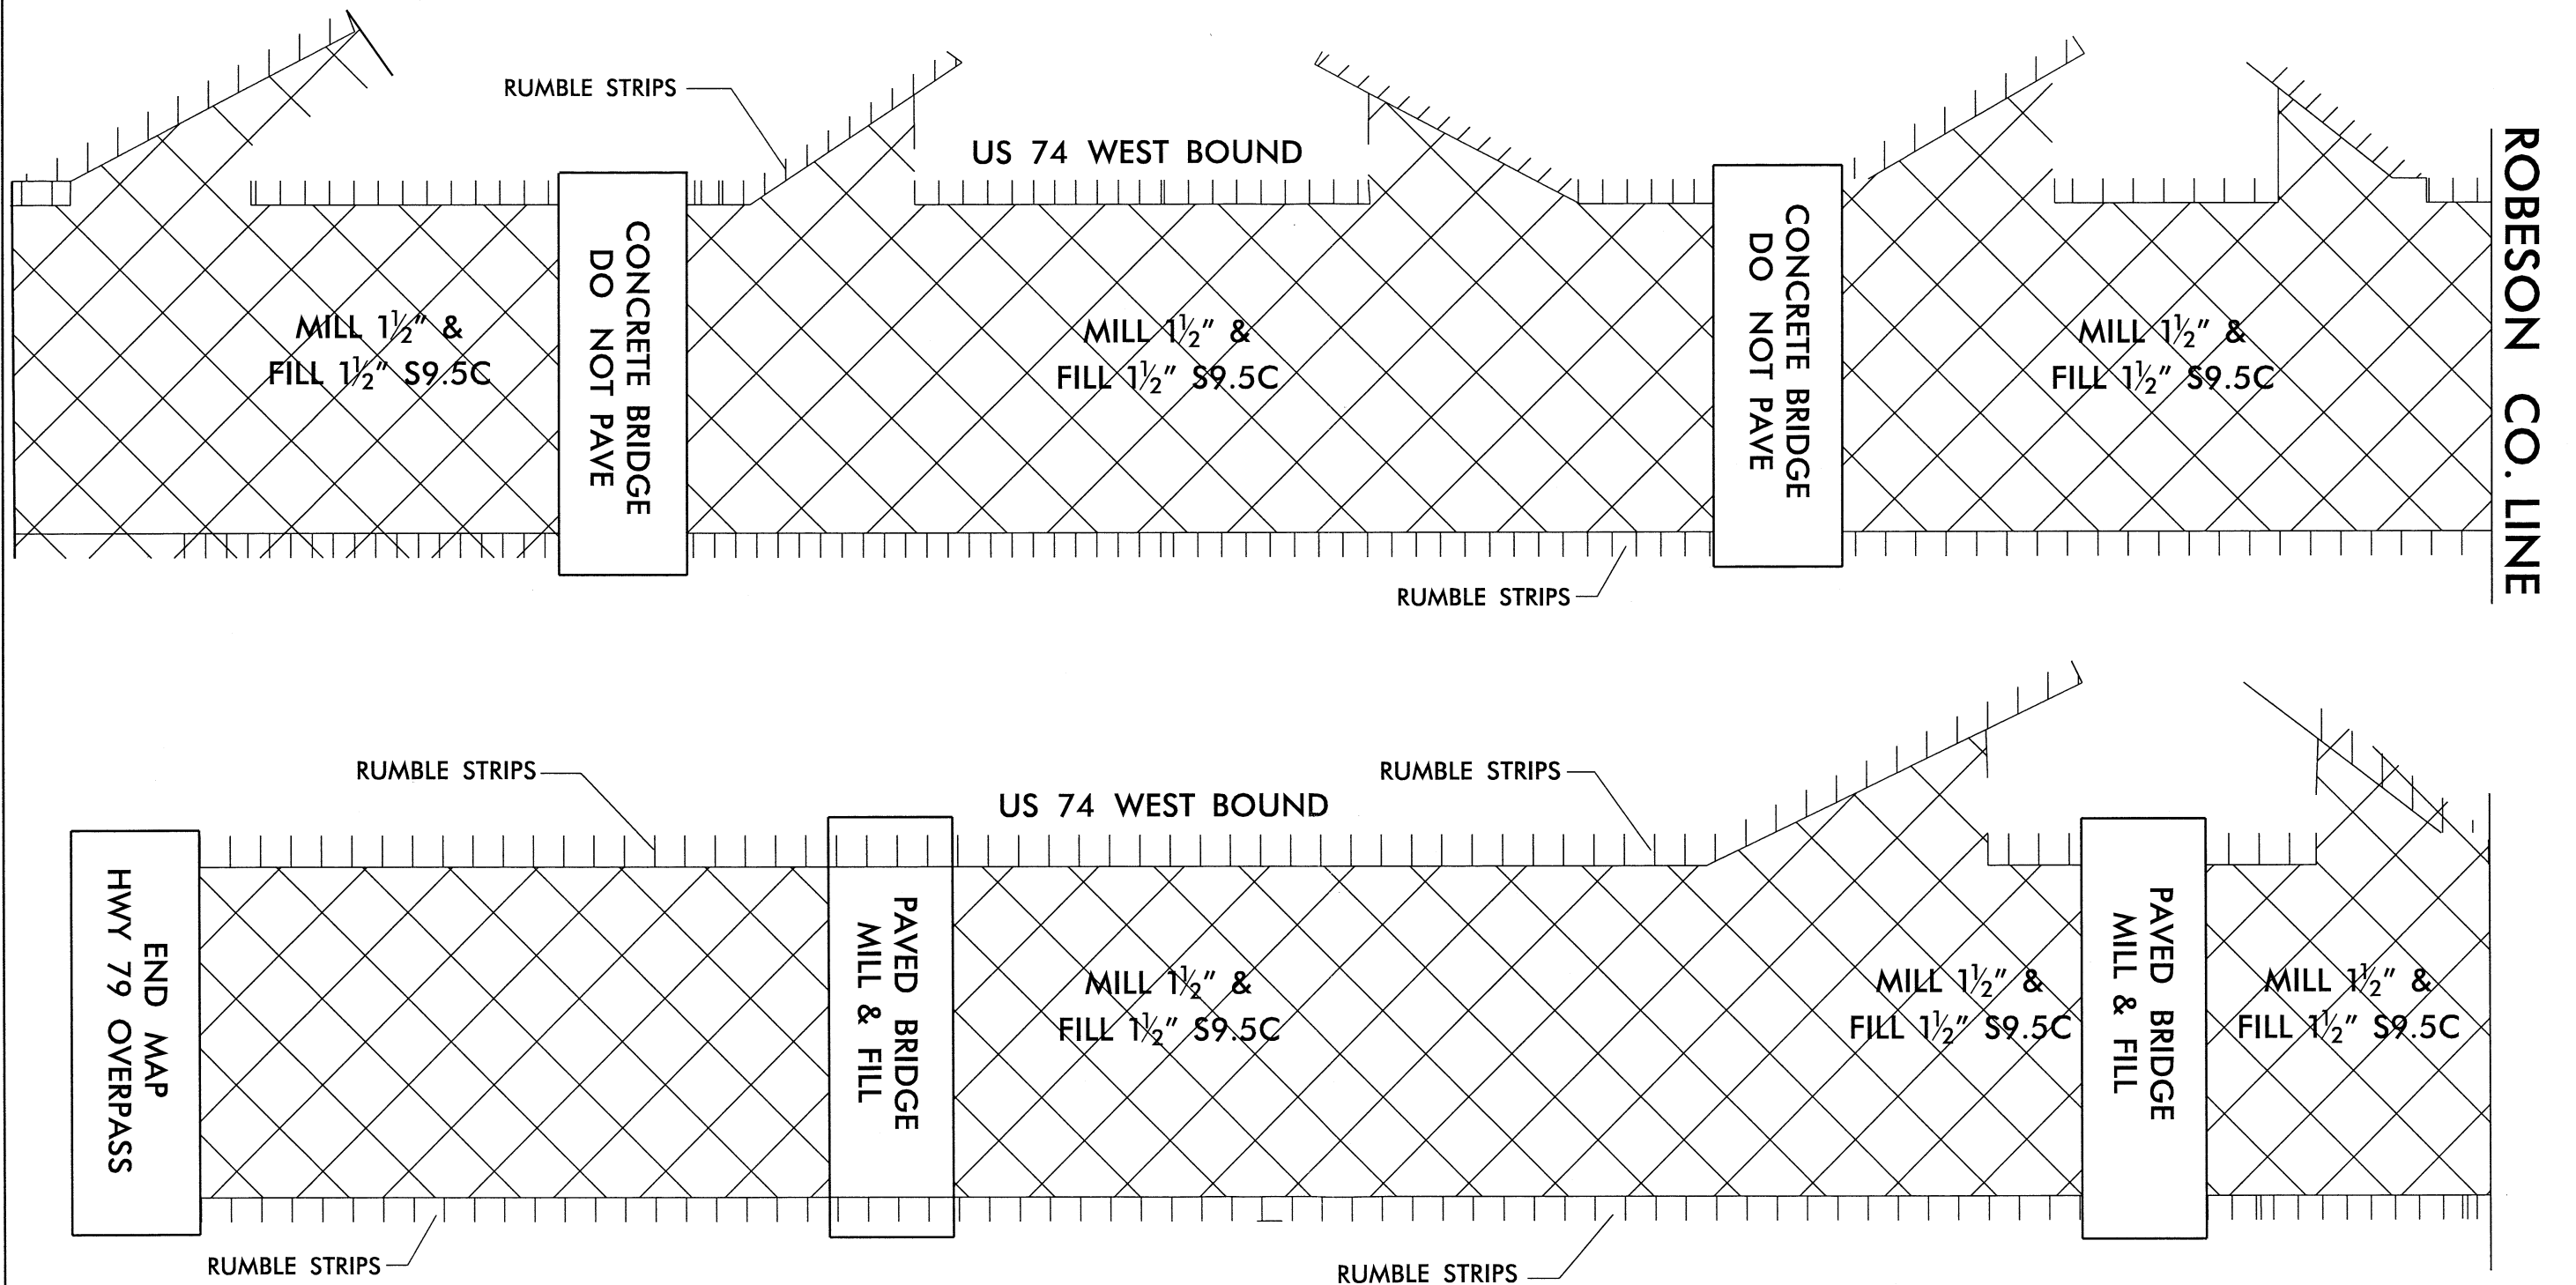 RUMBLE STRIPS
US 74 WEST BOUND
MILL 1½" &
FILL 1½" S9.5C
CONCRETE BRIDGE
DO NOT PAVE
MILL 1½" &
FILL 1½" S9.5C
CONCRETE BRIDGE
DO NOT PAVE
MILL 1½" &
FILL 1½" S9.5C
ROBESON CO. LINE
RUMBLE STRIPS
RUMBLE STRIPS
US 74 WEST BOUND
RUMBLE STRIPS
END MAP
HWY 79 OVERPASS
PAVED BRIDGE
MILL & FILL
MILL 1½" &
FILL 1½" S9.5C
MILL 1½" &
FILL 1½" S9.5C
PAVED BRIDGE
MILL & FILL
MILL 1½" &
FILL 1½" S9.5C
RUMBLE STRIPS
RUMBLE STRIPS